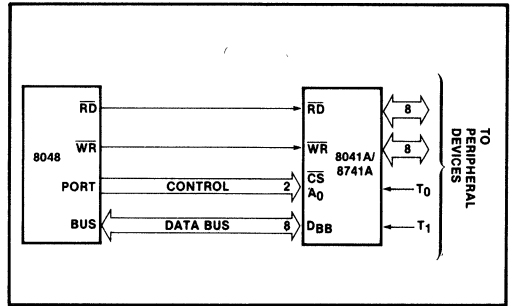 8048
RD
WR
PORT
BUS
CONTROL 2
DATA BUS 8
RD
WR
CS
A0
DBB
8041A/
8741A
8
8
T0
T1
TO
PERIPHERAL
DEVICES